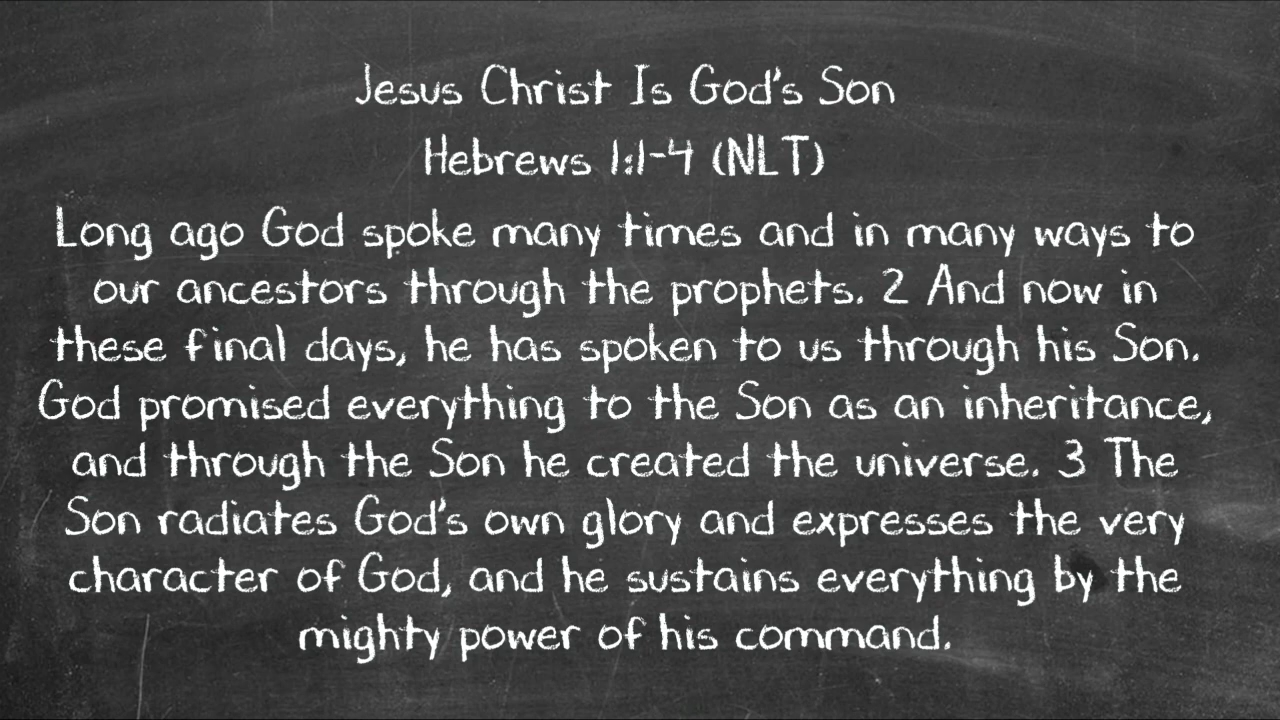 Jesus Christ Is God's Son
Hebrews 1:1-4 (NLT)
Long ago God spoke many times and in many ways to
our ancestors through the prophets. 2 And now in
these final days, he has spoken to us through his Son.
God promised everything to the Son as an inheritance,
and through the Son he created the universe. 3 The
Son radiates God's own glory and expresses the very
character of God, and he sustains everything by the
mighty power of his command.